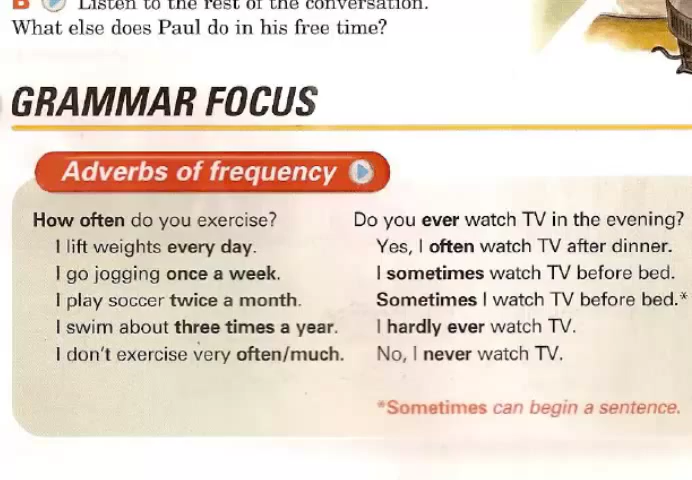 B Listen to the rest of the conversation.
What else does Paul do in his free time?
GRAMMAR FOCUS
Adverbs of frequency
How often do you exercise?
I lift weights every day.
I go jogging once a week.
I play soccer twice a month.
I swim about three times a year.
I don't exercise very often/much.
Do you ever watch TV in the evening?
Yes, I often watch TV after dinner.
I sometimes watch TV before bed.
Sometimes I watch TV before bed.*
I hardly ever watch TV.
No, I never watch TV.
*Sometimes can begin a sentence.